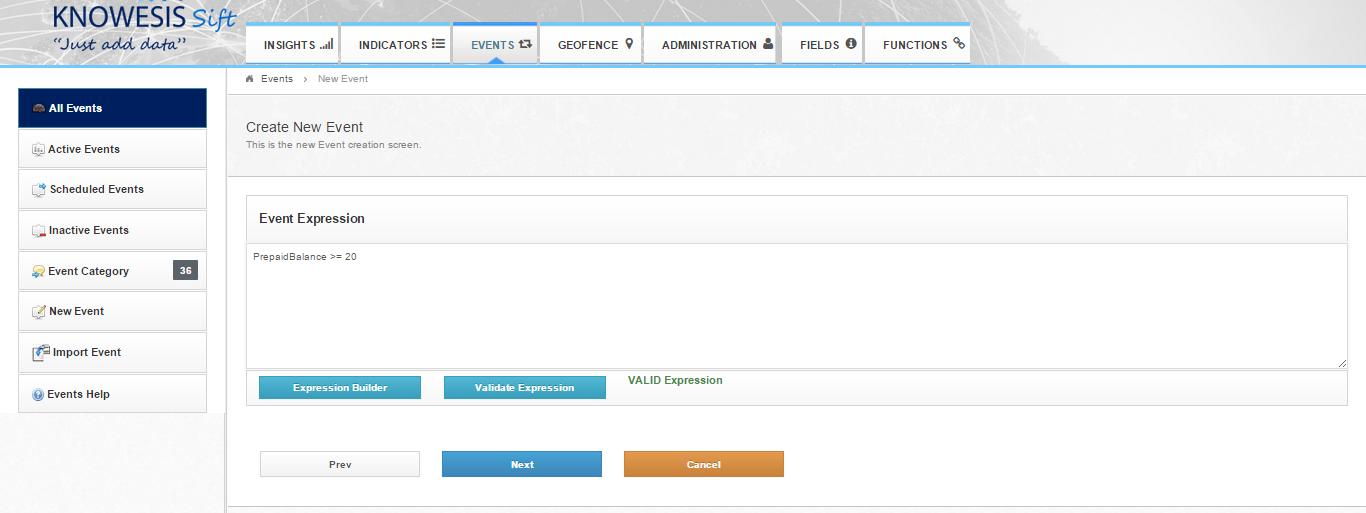 KNOWESIS Sift
"Just add data"
INSIGHTS
INDICATORS
EVENTS
GEOFENCE
ADMINISTRATION
FIELDS
FUNCTIONS
Events › New Event
All Events
Active Events
Scheduled Events
Inactive Events
Event Category 36
New Event
Import Event
Events Help
Create New Event
This is the new Event creation screen.
Event Expression
PrepaidBalance >= 20
Expression Builder
Validate Expression
VALID Expression
Prev
Next
Cancel